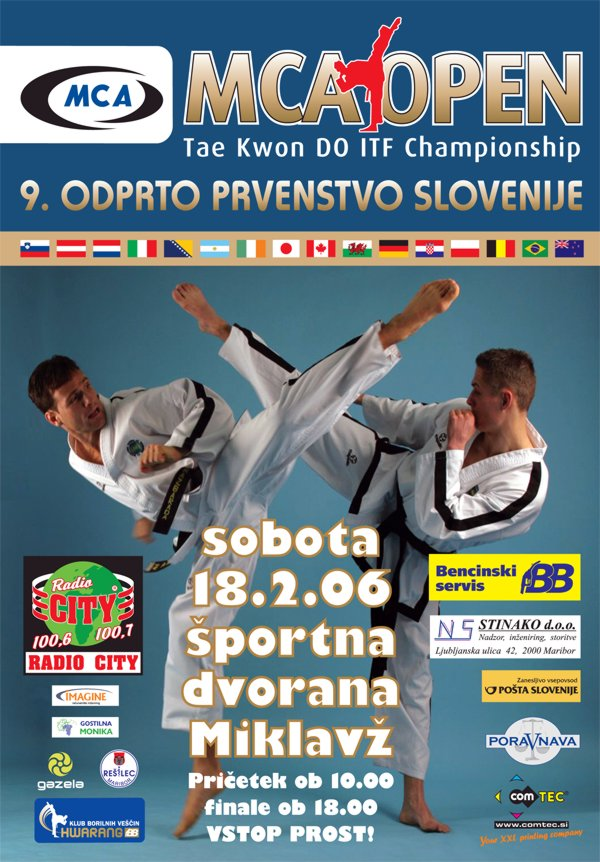 MCA
MCA OPEN
Tae Kwon DO ITF Championship
9. ODPRTO PRVENSTVO SLOVENIJE
sobota
18.2.06
športna
dvorana
Miklavž
Pričetek ob 10.00
finale ob 18.00
VSTOP PROST!
Radio
CITY
100,6 100,7
RADIO CITY
IMAGINE
GOSTILNA
MONIKA
gazela
REŠILEC
MARIBOR
KLUB BORILNIH VEŠČIN
HWARANG BB
Bencinski
servis BB
NS STINAKO d.o.o.
Nadzor, inženiring, storitve
Ljubljanska ulica 42, 2000 Maribor
Zanesljivo vsepovsod
POŠTA SLOVENIJE
PORAVNAVA
com TEC
www.comtec.si
Your XXL printing company